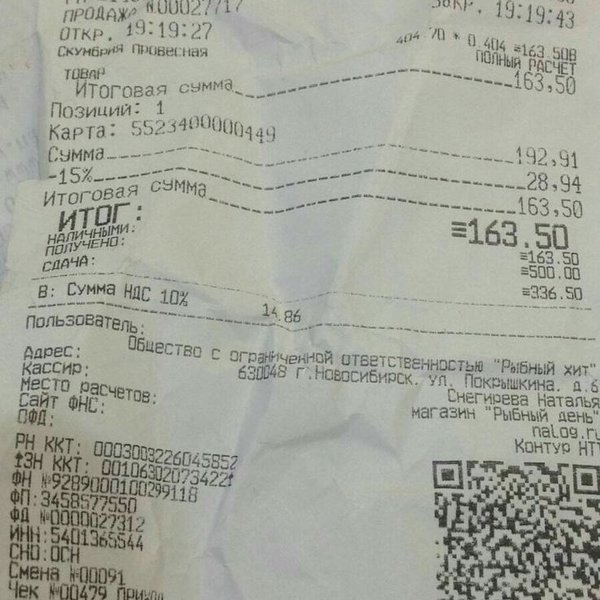 ПРОДАЖА №00027717
ОТКР. 19:19:27 ЗАКР. 19:19:43
Скумбрия провесная
404.70 * 0.404 ≡163.50В
ТОВАР ПОЛНЫЙ РАСЧЕТ
Итоговая сумма 163,50
Позиций: 1
Карта: 5523400000449
Сумма 192,91
-15% 28,94
Итоговая сумма 163,50
ИТОГ: ≡163.50
НАЛИЧНЫМИ: ≡163.50
ПОЛУЧЕНО: ≡500.00
СДАЧА: ≡336.50
В: Сумма НДС 10% 14.86
Пользователь:
Общество с ограниченной ответственностью "Рыбный хит"
Адрес: 630048 г.Новосибирск. ул. Покрышкина. д.6
Кассир: Снегирева Наталья
Место расчетов: магазин "Рыбный день"
Сайт ФНС: nalog.ru
ОФД: Контур НТТ
РН ККТ: 0003003226045852
↑ЗН ККТ: 00106302073422↑
ФН №9289000100299118
ФП:3458577550
ФД №0000027312
ИНН:5401365544
СНО:ОСН
Смена №00091
Чек №00479 Приход